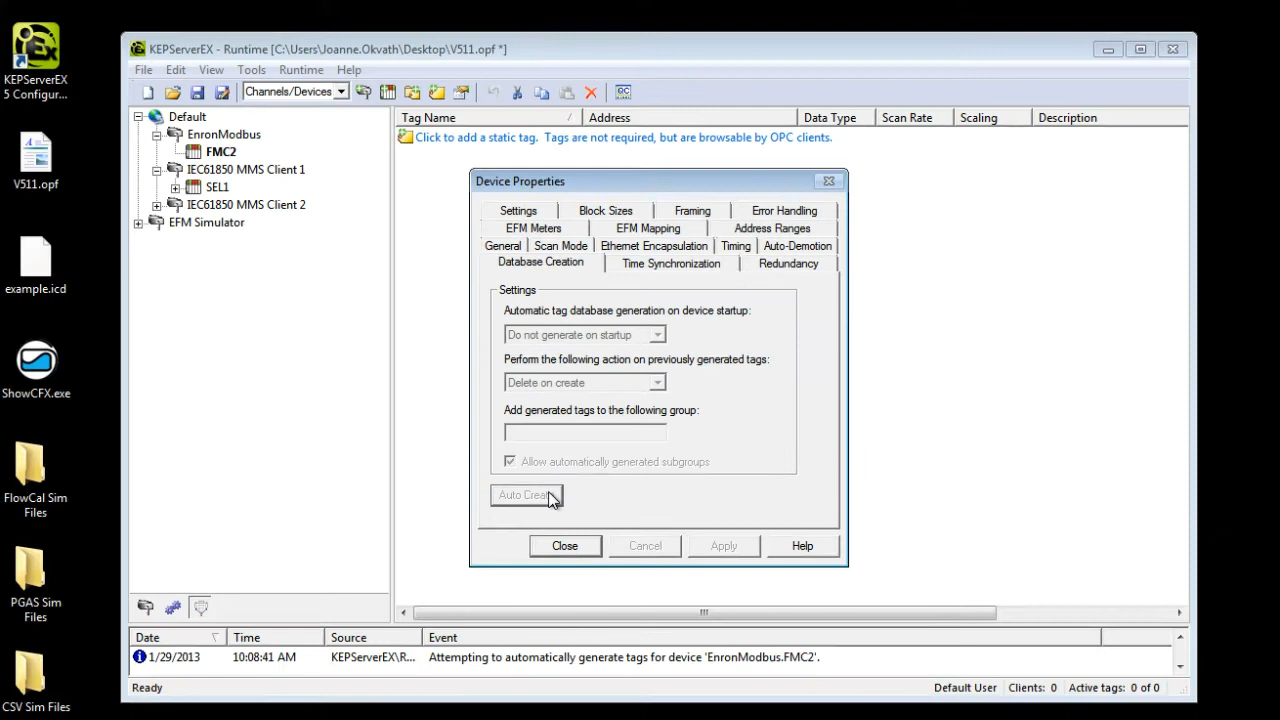 KEPServerEX
5 Configur...
V511.opf
example.icd
ShowCFX.exe
FlowCal Sim
Files
PGAS Sim
Files
CSV Sim Files
KEPServerEX - Runtime [C:\Users\Joanne.Okvath\Desktop\V511.opf *]
File Edit View Tools Runtime Help
Channels/Devices
Default
EnronModbus
FMC2
IEC61850 MMS Client 1
SEL1
IEC61850 MMS Client 2
EFM Simulator
Tag Name Address Data Type Scan Rate Scaling Description
Click to add a static tag. Tags are not required, but are browsable by OPC clients.
Device Properties
Settings Block Sizes Framing Error Handling
EFM Meters EFM Mapping Address Ranges
General Scan Mode Ethernet Encapsulation Timing Auto-Demotion
Database Creation Time Synchronization Redundancy
Settings
Automatic tag database generation on device startup:
Do not generate on startup
Perform the following action on previously generated tags:
Delete on create
Add generated tags to the following group:
Allow automatically generated subgroups
Auto Create
Close Cancel Apply Help
Date Time Source Event
1/29/2013 10:08:41 AM KEPServerEX\R... Attempting to automatically generate tags for device 'EnronModbus.FMC2'.
Ready Default User Clients: 0 Active tags: 0 of 0